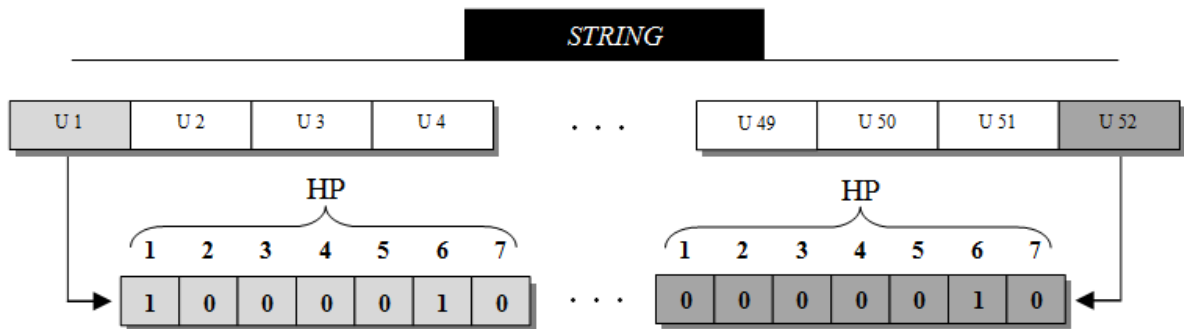 STRING
U 1 U 2 U 3 U 4 . . . U 49 U 50 U 51 U 52
HP HP
1 2 3 4 5 6 7 1 2 3 4 5 6 7
1 0 0 0 0 1 0 . . . 0 0 0 0 0 1 0